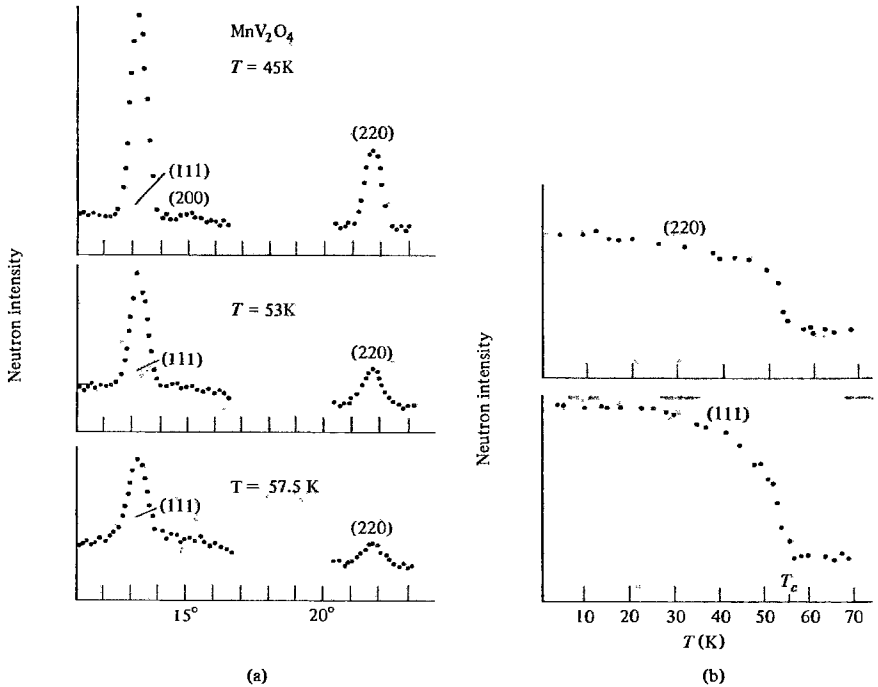 MnV₂O₄
T = 45K
(220)
(111)
(200)
Neutron intensity
T = 53K
(111)
(220)
T = 57.5 K
(111)
(220)
15° 20°
(a)
(220)
Neutron intensity
(111)
T_c
10 20 30 40 50 60 70
T (K)
(b)